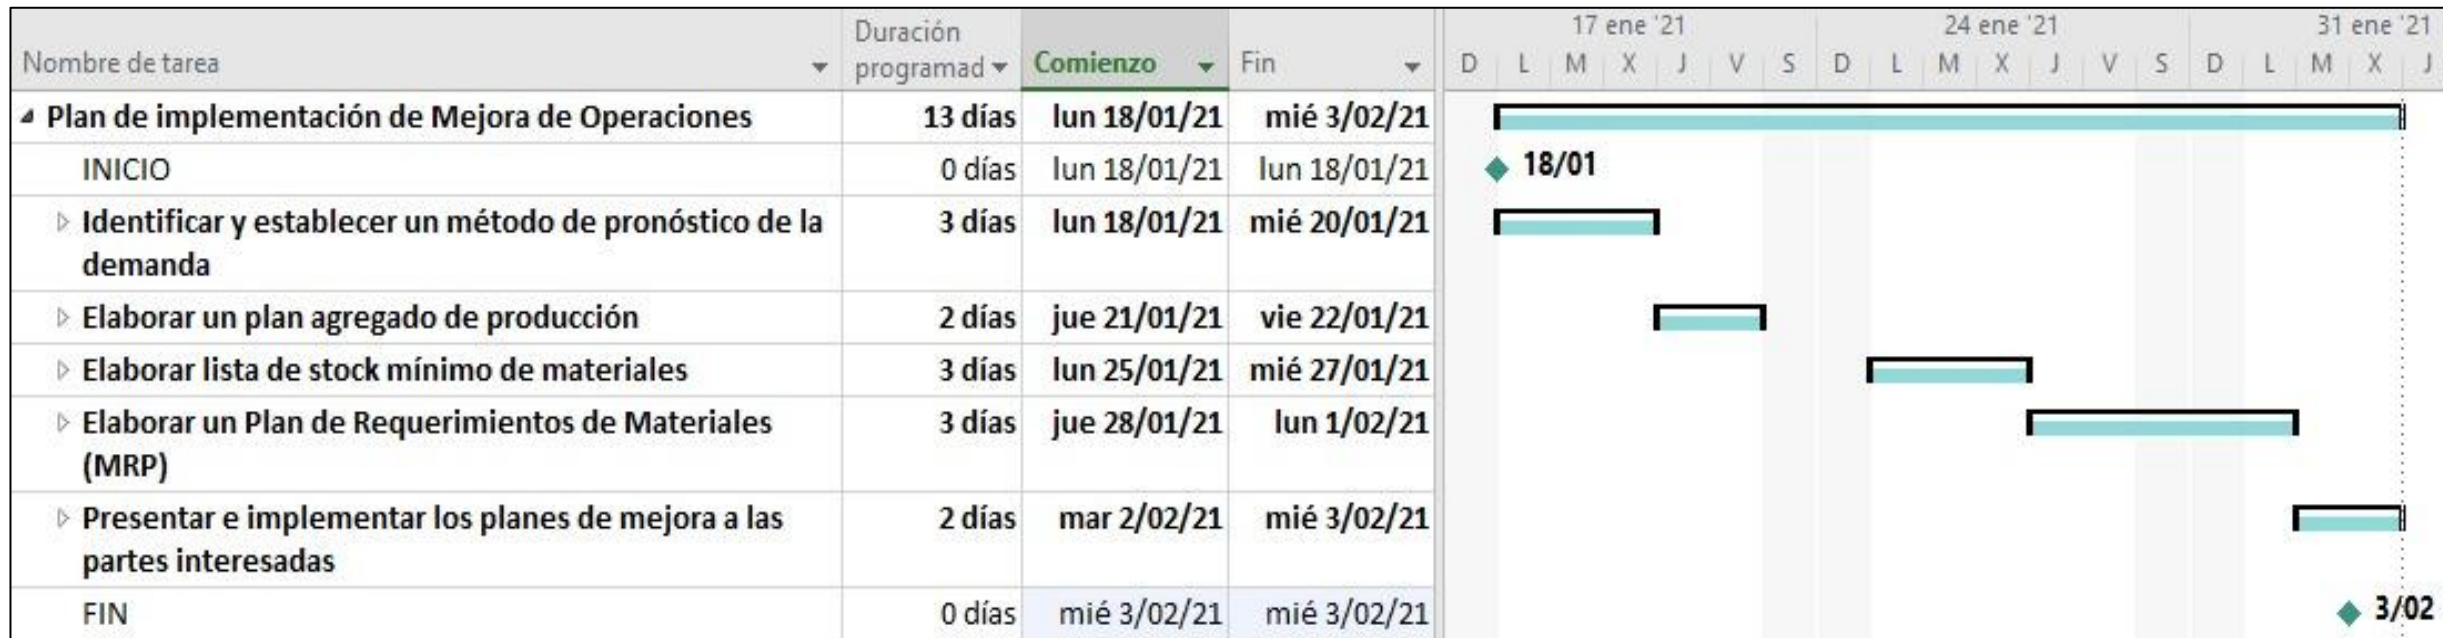 Nombre de tarea Duración programad Comienzo Fin 17 ene '21 24 ene '21 31 ene '21
D L M X J V S D L M X J V S D L M X J
Plan de implementación de Mejora de Operaciones 13 días lun 18/01/21 mié 3/02/21
INICIO 0 días lun 18/01/21 lun 18/01/21 18/01
Identificar y establecer un método de pronóstico de la 3 días lun 18/01/21 mié 20/01/21
demanda
Elaborar un plan agregado de producción 2 días jue 21/01/21 vie 22/01/21
Elaborar lista de stock mínimo de materiales 3 días lun 25/01/21 mié 27/01/21
Elaborar un Plan de Requerimientos de Materiales 3 días jue 28/01/21 lun 1/02/21
(MRP)
Presentar e implementar los planes de mejora a las 2 días mar 2/02/21 mié 3/02/21
partes interesadas
FIN 0 días mié 3/02/21 mié 3/02/21 3/02